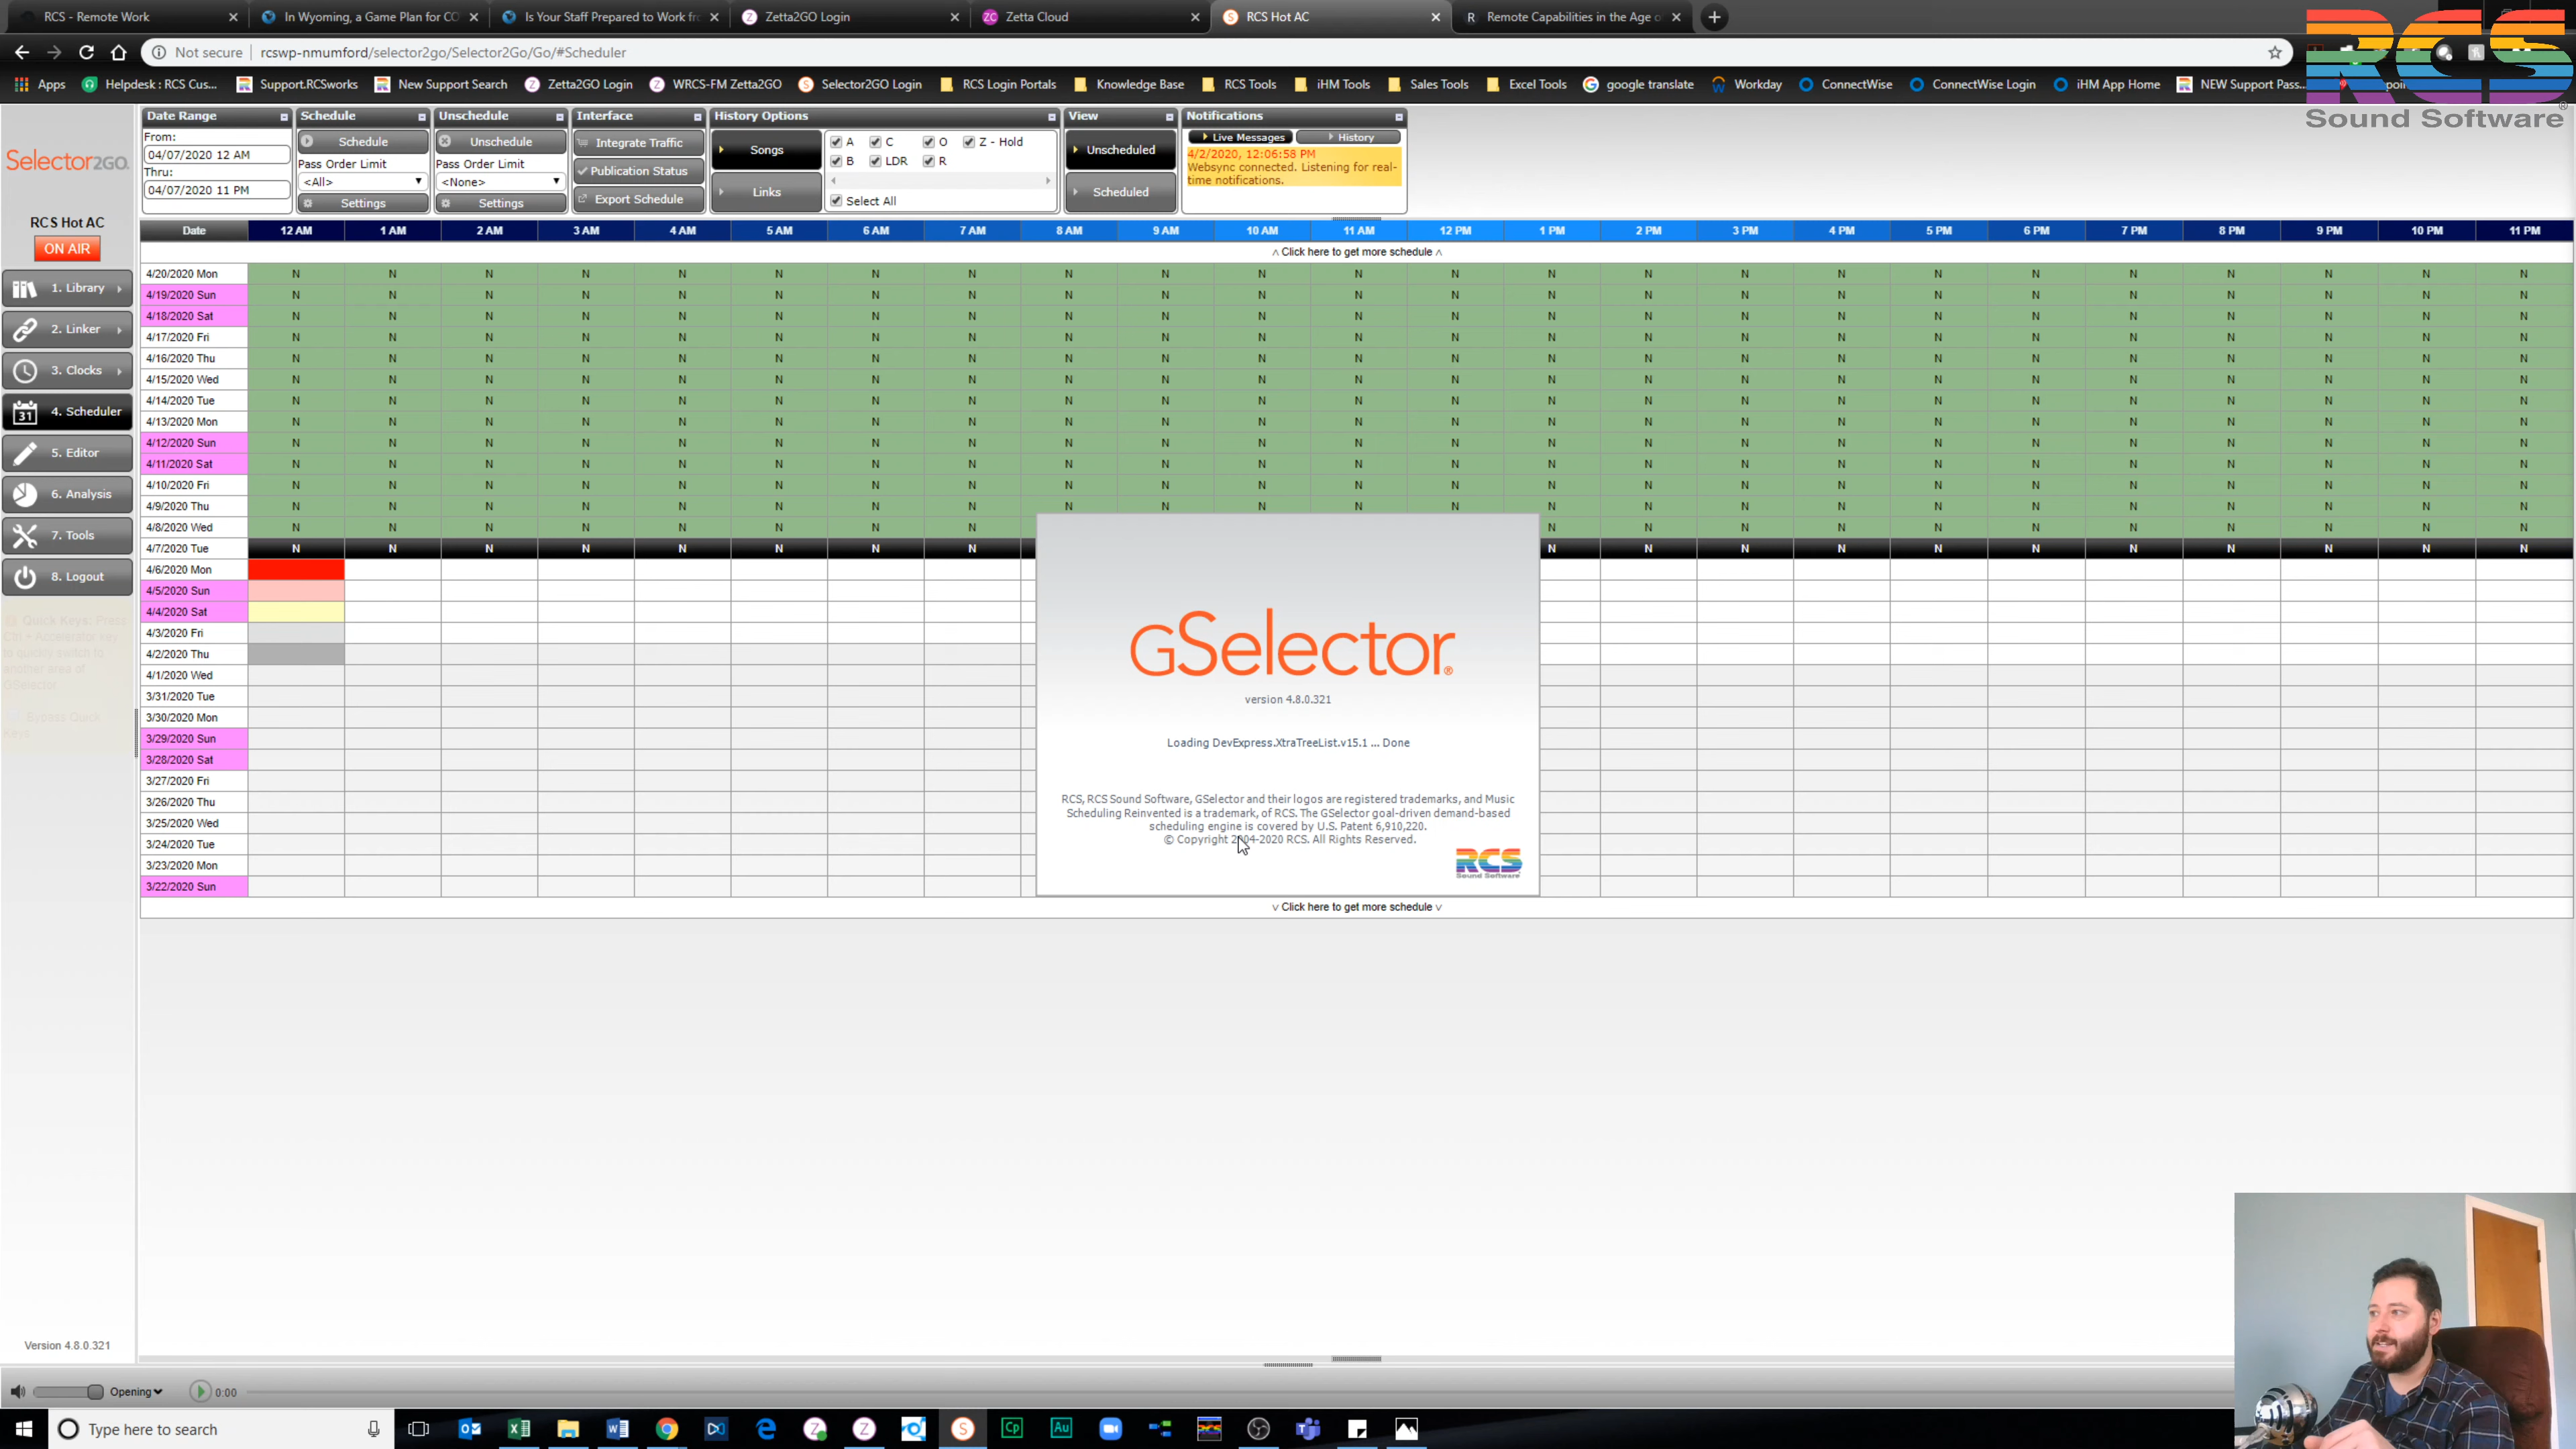 RCS - Remote Work
In Wyoming, a Game Plan for CO
Is Your Staff Prepared to Work fr
Zetta2GO Login
Zetta Cloud
RCS Hot AC
Remote Capabilities in the Age o
Not secure | rcswp-nmumford/selector2go/Selector2Go/Go/#Scheduler
Apps Helpdesk : RCS Cus... Support.RCSworks New Support Search Zetta2GO Login WRCS-FM Zetta2GO Selector2GO Login RCS Login Portals Knowledge Base RCS Tools iHM Tools Sales Tools Excel Tools google translate Workday ConnectWise ConnectWise Login iHM App Home NEW Support Pass...
RCS
Sound Software
Selector2GO.
RCS Hot AC
ON AIR
1. Library
2. Linker
3. Clocks
4. Scheduler
5. Editor
6. Analysis
7. Tools
8. Logout
Quick Keys: Press
Ctrl + Accelerator key
to quickly switch to
another area of
GSelector
Browse Quick
Keys
Version 4.8.0.321
Date Range
From:
04/07/2020 12 AM
Thru:
04/07/2020 11 PM
Schedule
Schedule
Pass Order Limit
<All>
Settings
Unschedule
Unschedule
Pass Order Limit
<None>
Settings
Interface
Integrate Traffic
Publication Status
Export Schedule
History Options
Songs
Links
A C O Z - Hold
B LDR R
Select All
View
Unscheduled
Scheduled
Notifications
Live Messages History
4/2/2020, 12:06:58 PM
Websync connected. Listening for real-
time notifications.
Date 12 AM 1 AM 2 AM 3 AM 4 AM 5 AM 6 AM 7 AM 8 AM 9 AM 10 AM 11 AM 12 PM 1 PM 2 PM 3 PM 4 PM 5 PM 6 PM 7 PM 8 PM 9 PM 10 PM 11 PM
^ Click here to get more schedule ^
4/20/2020 Mon N N N N N N N N N N N N N N N N N N N N N N N N
4/19/2020 Sun N N N N N N N N N N N N N N N N N N N N N N N N
4/18/2020 Sat N N N N N N N N N N N N N N N N N N N N N N N N
4/17/2020 Fri N N N N N N N N N N N N N N N N N N N N N N N N
4/16/2020 Thu N N N N N N N N N N N N N N N N N N N N N N N N
4/15/2020 Wed N N N N N N N N N N N N N N N N N N N N N N N N
4/14/2020 Tue N N N N N N N N N N N N N N N N N N N N N N N N
4/13/2020 Mon N N N N N N N N N N N N N N N N N N N N N N N N
4/12/2020 Sun N N N N N N N N N N N N N N N N N N N N N N N N
4/11/2020 Sat N N N N N N N N N N N N N N N N N N N N N N N N
4/10/2020 Fri N N N N N N N N N N N N N N N N N N N N N N N N
4/9/2020 Thu N N N N N N N N N N N N N N N N N N N N N N N N
4/8/2020 Wed N N N N N N N N N N N N N N N N N N N
4/7/2020 Tue N N N N N N N N N N N N N N N N N N N
4/6/2020 Mon
4/5/2020 Sun
4/4/2020 Sat
4/3/2020 Fri
4/2/2020 Thu
4/1/2020 Wed
3/31/2020 Tue
3/30/2020 Mon
3/29/2020 Sun
3/28/2020 Sat
3/27/2020 Fri
3/26/2020 Thu
3/25/2020 Wed
3/24/2020 Tue
3/23/2020 Mon
3/22/2020 Sun
v Click here to get more schedule v
GSelector®
version 4.8.0.321
Loading DevExpress.XtraTreeList.v15.1 ... Done
RCS, RCS Sound Software, GSelector and their logos are registered trademarks, and Music
Scheduling Reinvented is a trademark, of RCS. The GSelector goal-driven demand-based
scheduling engine is covered by U.S. Patent 6,910,220.
© Copyright 2004-2020 RCS. All Rights Reserved.
RCS
Sound Software
Opening 0:00
Type here to search